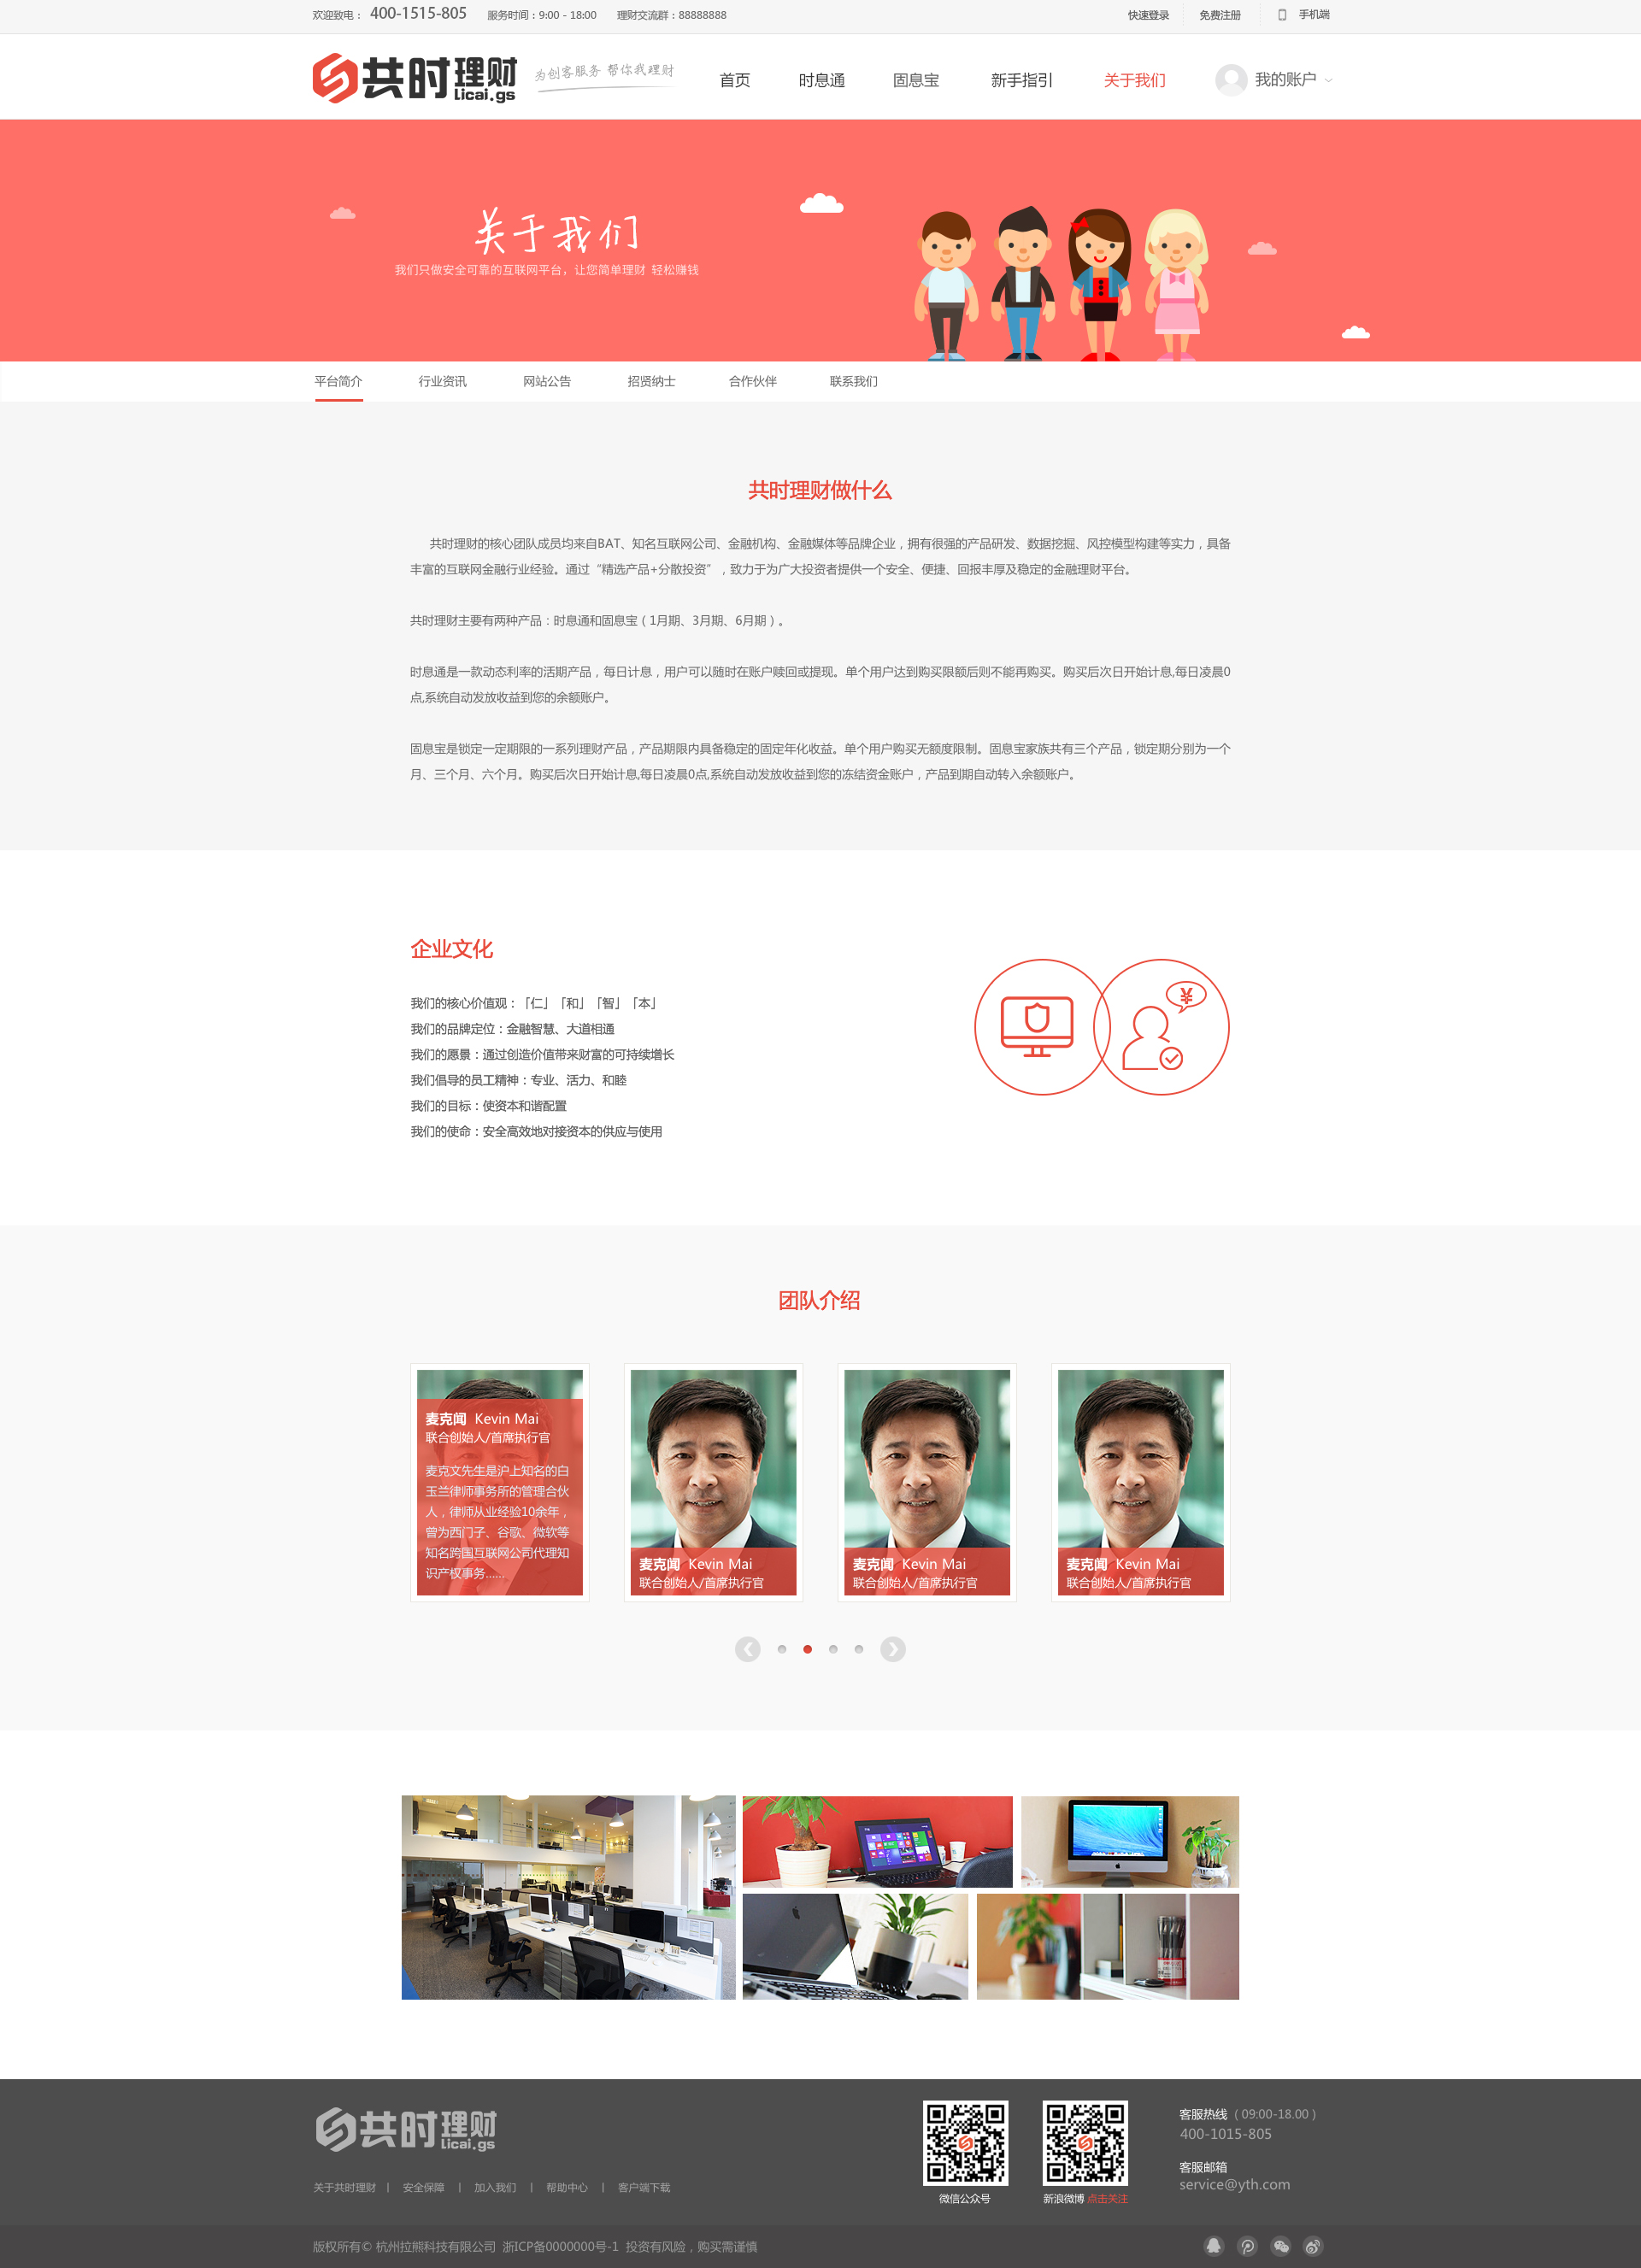 欢迎致电： 400-1515-805 服务时间：9:00 - 18:00 理财交流群：88888888 快速登录 免费注册 手机端
共时理财 Licai.gs 为创客服务 帮你我理财 首页 时息通 固息宝 新手指引 关于我们 我的账户
关于我们
我们只做安全可靠的互联网平台，让您简单理财 轻松赚钱
平台简介 行业资讯 网站公告 招贤纳士 合作伙伴 联系我们
共时理财做什么
共时理财的核心团队成员均来自BAT、知名互联网公司、金融机构、金融媒体等品牌企业，拥有很强的产品研发、数据挖掘、风控模型构建等实力，具备
丰富的互联网金融行业经验。通过“精选产品+分散投资”，致力于为广大投资者提供一个安全、便捷、回报丰厚及稳定的金融理财平台。
共时理财主要有两种产品：时息通和固息宝（1月期、3月期、6月期）。
时息通是一款动态利率的活期产品，每日计息，用户可以随时在账户赎回或提现。单个用户达到购买限额后则不能再购买。购买后次日开始计息,每日凌晨0
点,系统自动发放收益到您的余额账户。
固息宝是锁定一定期限的一系列理财产品，产品期限内具备稳定的固定年化收益。单个用户购买无额度限制。固息宝家族共有三个产品，锁定期分别为一个
月、三个月、六个月。购买后次日开始计息,每日凌晨0点,系统自动发放收益到您的冻结资金账户，产品到期自动转入余额账户。
企业文化
我们的核心价值观：「仁」「和」「智」「本」
我们的品牌定位：金融智慧、大道相通
我们的愿景：通过创造价值带来财富的可持续增长
我们倡导的员工精神：专业、活力、和睦
我们的目标：使资本和谐配置
我们的使命：安全高效地对接资本的供应与使用
¥
团队介绍
麦克闻 Kevin Mai
联合创始人/首席执行官
麦克文先生是沪上知名的白
玉兰律师事务所的管理合伙
人，律师从业经验10余年，
曾为西门子、谷歌、微软等
知名跨国互联网公司代理知
识产权事务......
麦克闻 Kevin Mai
联合创始人/首席执行官
麦克闻 Kevin Mai
联合创始人/首席执行官
麦克闻 Kevin Mai
联合创始人/首席执行官
共时理财 Licai.gs
关于共时理财 | 安全保障 | 加入我们 | 帮助中心 | 客户端下载
微信公众号
新浪微博 点击关注
客服热线（09:00-18.00）
400-1015-805
客服邮箱
service@yth.com
版权所有© 杭州拉熊科技有限公司 浙ICP备0000000号-1 投资有风险，购买需谨慎